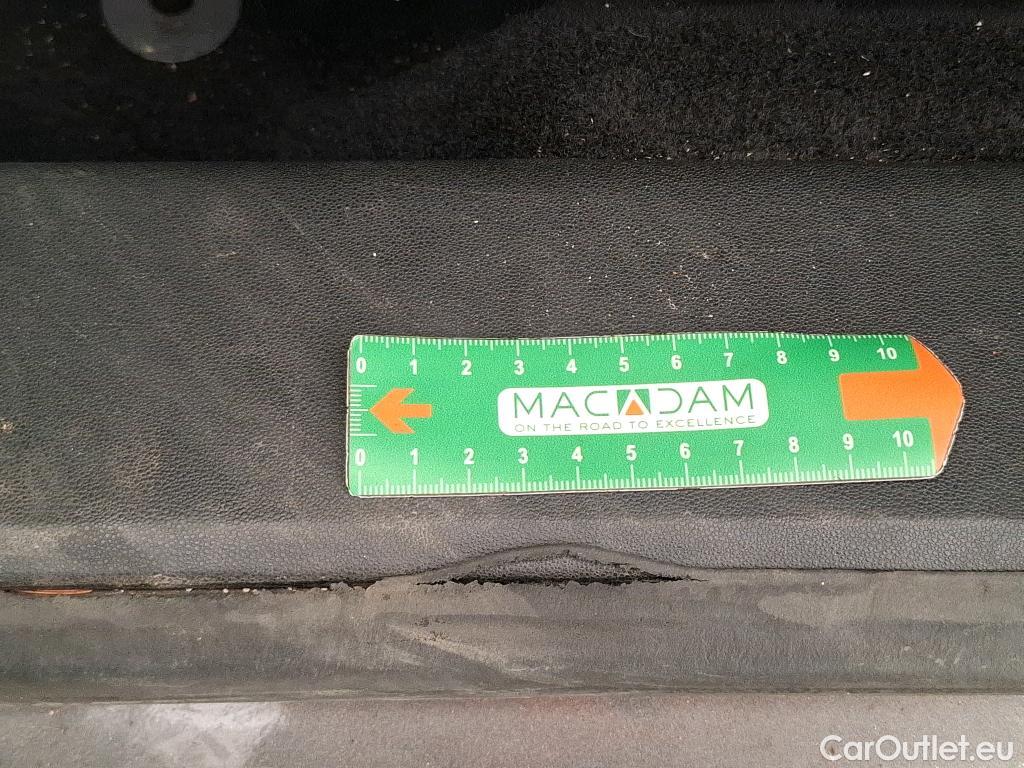 0 1 2 3 4 5 6 7 8 9 10
MACADAM
ON THE ROAD TO EXCELLENCE
0 1 2 3 4 5 6 7 8 9 10
CarOutlet.eu